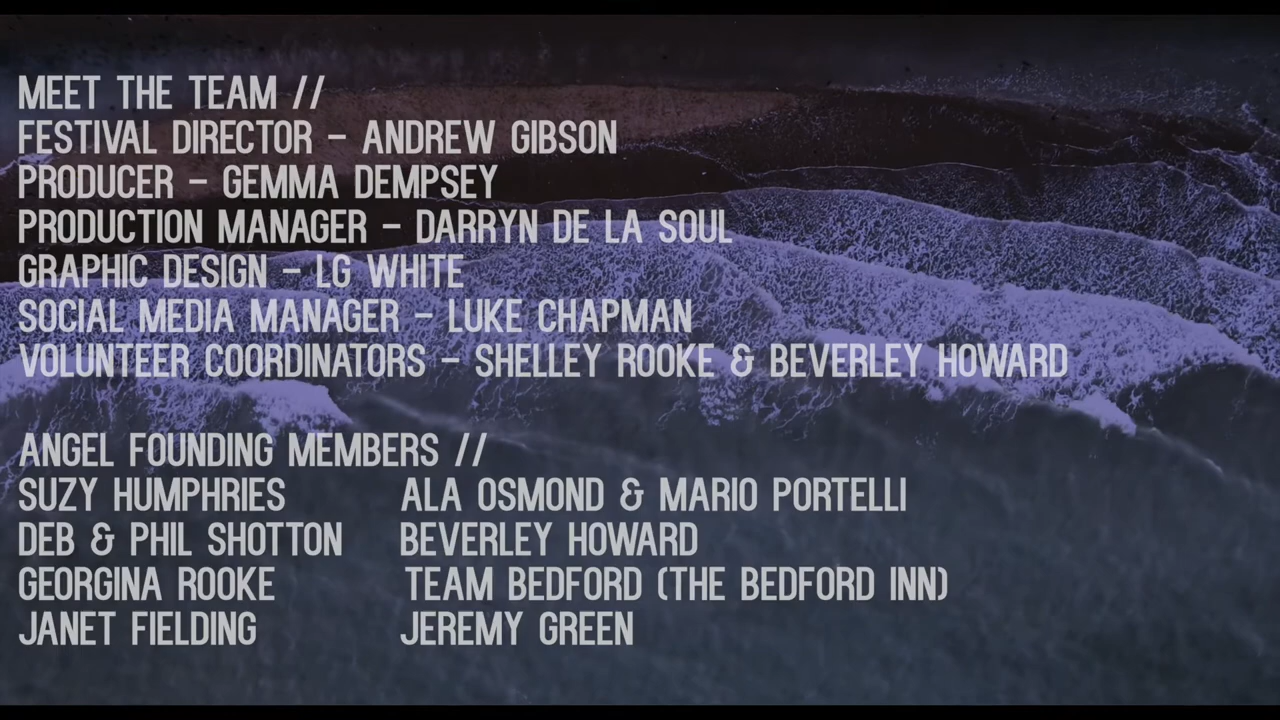 MEET THE TEAM //
FESTIVAL DIRECTOR – ANDREW GIBSON
PRODUCER – GEMMA DEMPSEY
PRODUCTION MANAGER – DARRYN DE LA SOUL
GRAPHIC DESIGN – LG WHITE
SOCIAL MEDIA MANAGER – LUKE CHAPMAN
VOLUNTEER COORDINATORS – SHELLEY ROOKE & BEVERLEY HOWARD
ANGEL FOUNDING MEMBERS //
SUZY HUMPHRIES ALA OSMOND & MARIO PORTELLI
DEB & PHIL SHOTTON BEVERLEY HOWARD
GEORGINA ROOKE TEAM BEDFORD (THE BEDFORD INN)
JANET FIELDING JEREMY GREEN